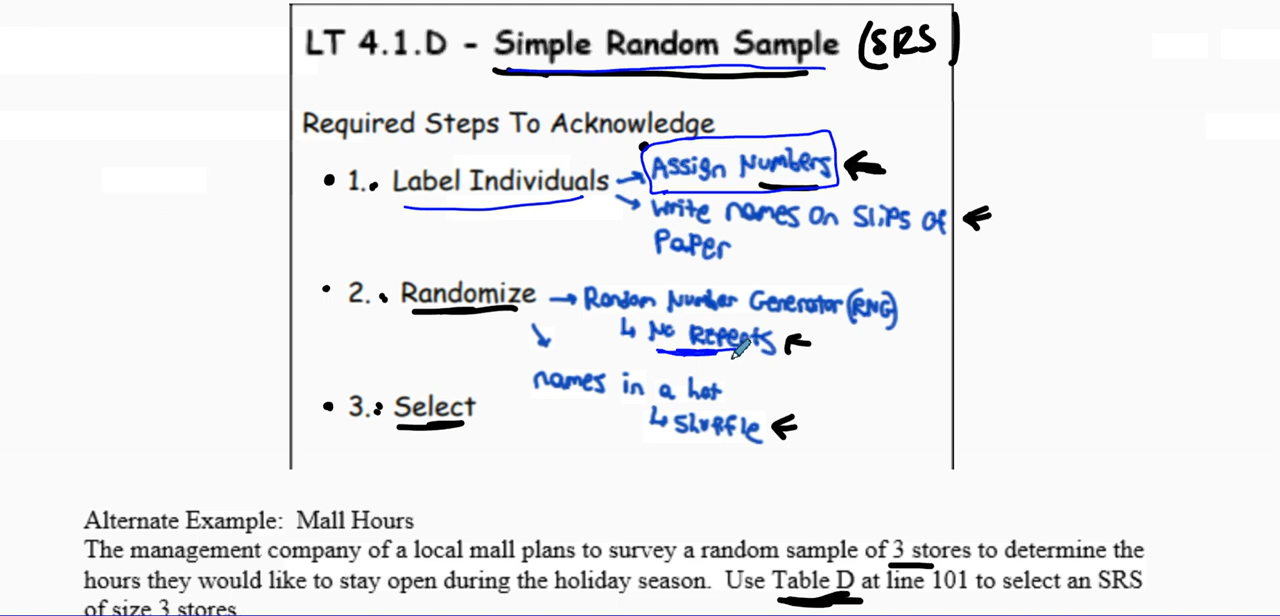 LT 4.1.D - Simple Random Sample (SRS)
Required Steps To Acknowledge
• 1. Label Individuals → Assign Numbers ←
→ Write names on Slips of ←
Paper
• 2. Randomize → Random Number Generator (RNG)
↳ No Repeats ←
names in a hat
• 3. Select
↳ Shuffle ←
Alternate Example: Mall Hours
The management company of a local mall plans to survey a random sample of 3 stores to determine the
hours they would like to stay open during the holiday season. Use Table D at line 101 to select an SRS
of size 3 stores